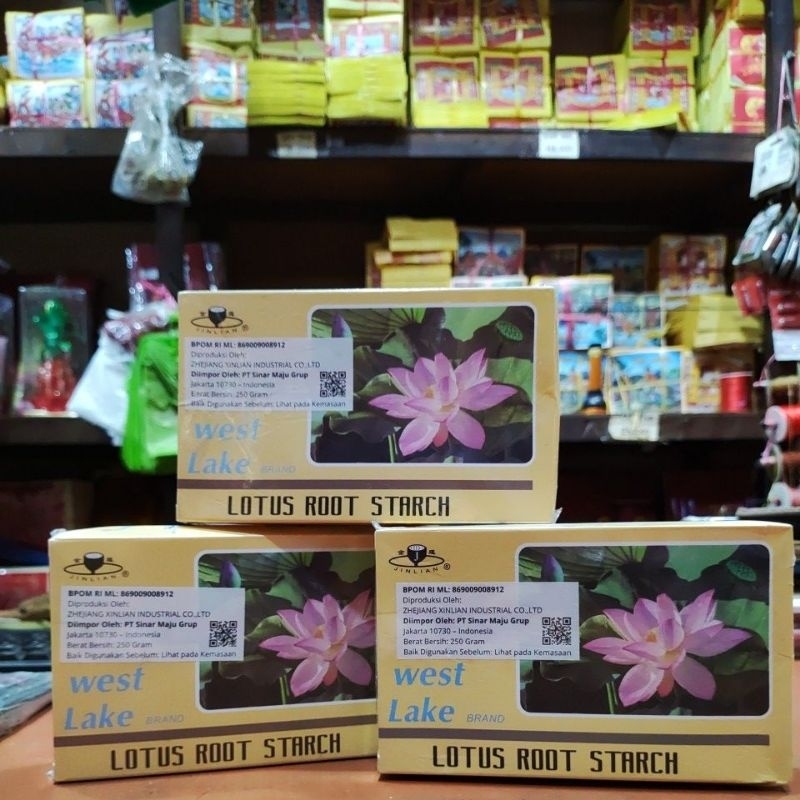 JINLIAN ®
BPOM RI ML: 869009008912
Diproduksi Oleh:
ZHEJIANG XINLIAN INDUSTRIAL CO.,LTD
Diimpor Oleh: PT Sinar Maju Grup
Jakarta 10730 – Indonesia
Berat Bersih: 250 Gram
Baik Digunakan Sebelum: Lihat pada Kemasaan
west
Lake BRAND
LOTUS ROOT STARCH
JINLIAN ®
BPOM RI ML: 869009008912
Diproduksi Oleh:
ZHEJIANG XINLIAN INDUSTRIAL CO.,LTD
Diimpor Oleh: PT Sinar Maju Grup
Jakarta 10730 – Indonesia
Berat Bersih: 250 Gram
Baik Digunakan Sebelum: Lihat pada Kemasaan
west
Lake BRAND
LOTUS ROOT STARCH
JINLIAN ®
BPOM RI ML: 869009008912
Diproduksi Oleh:
ZHEJIANG XINLIAN INDUSTRIAL CO.,LTD
Diimpor Oleh: PT Sinar Maju Grup
Jakarta 10730 – Indonesia
Berat Bersih: 250 Gram
Baik Digunakan Sebelum: Lihat pada Kemasaan
west
Lake BRAND
LOTUS ROOT STARCH